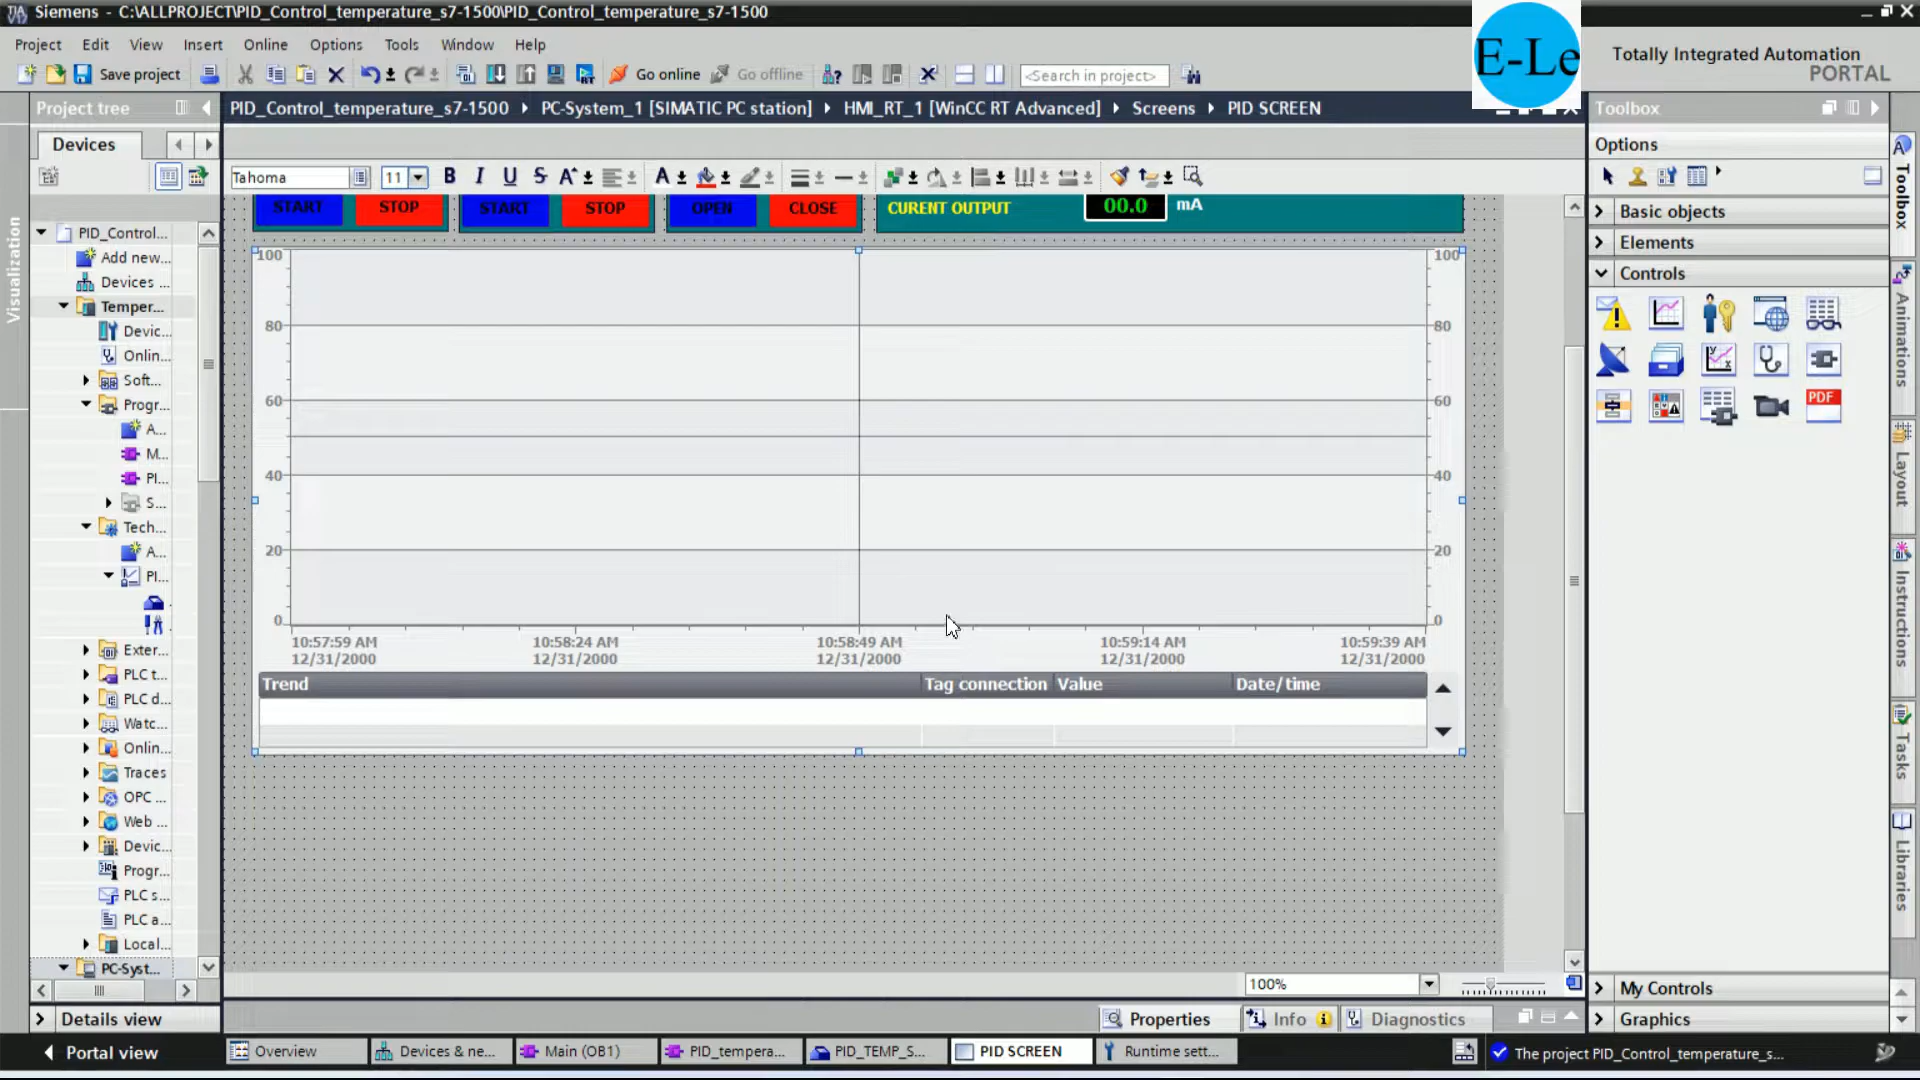 Siemens - C:\ALLPROJECT\PID_Control_temperature_s7-1500\PID_Control_temperature_s7-1500
Project Edit View Insert Online Options Tools Window Help
E-Le
Totally Integrated Automation
PORTAL
Save project Go online Go offline <Search in project>
Project tree
PID_Control_temperature_s7-1500 PC-System_1 [SIMATIC PC station] HMI_RT_1 [WinCC RT Advanced] Screens PID SCREEN
Toolbox
Devices
Options
Tahoma 11 B I U S A A
START STOP START STOP OPEN CLOSE CURENT OUTPUT 00.0 mA
Basic objects
Elements
Controls
PDF
My Controls
Graphics
Visualization
PID_Control...
Add new...
Devices ...
Temper...
Devic...
Onlin...
Soft...
Progr...
A...
M...
PI...
S...
Tech...
A...
PI...
Exter...
PLC t...
PLC d...
Watc...
Onlin...
Traces
OPC ...
Web ...
Devic...
Progr...
PLC s...
PLC a...
Local...
PC-Syst...
Details view
100 100
80 80
60 60
40 40
20 20
0 0
10:57:59 AM 10:58:24 AM 10:58:49 AM 10:59:14 AM 10:59:39 AM
12/31/2000 12/31/2000 12/31/2000 12/31/2000 12/31/2000
Trend Tag connection Value Date/time
100%
Properties Info Diagnostics
Toolbox
Animations
Layout
Instructions
Tasks
Libraries
Portal view Overview Devices & ne... Main (OB1) PID_tempera... PID_TEMP_S... PID SCREEN Runtime sett... The project PID_Control_temperature_s...